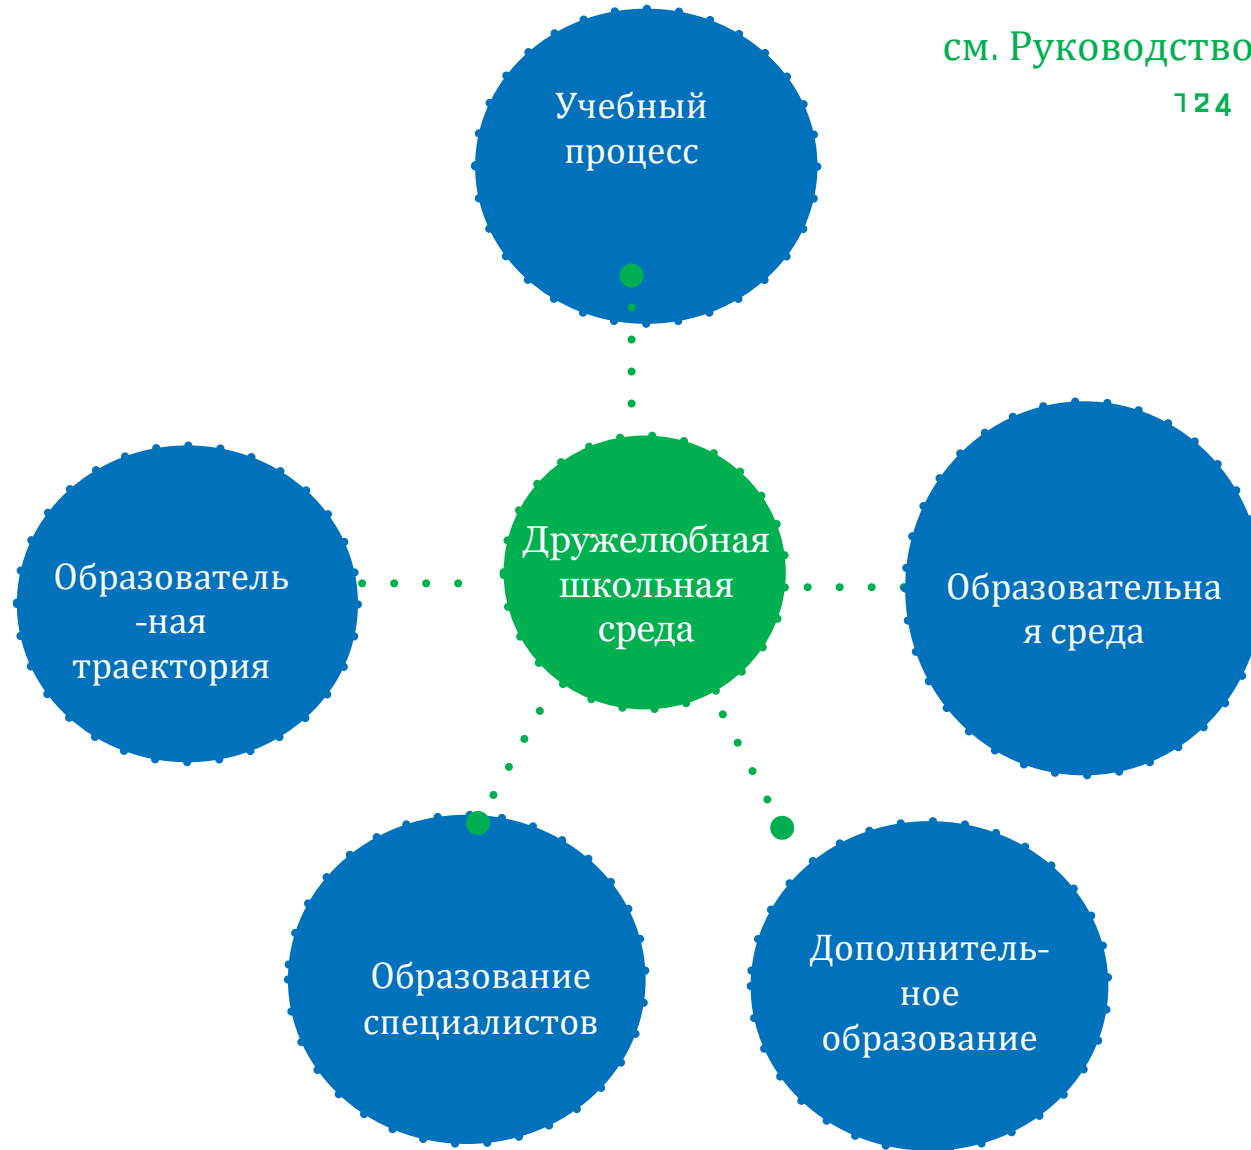 см. Руководство
124
Учебный
процесс
Дружелюбная
школьная
среда
Образователь
-ная
траектория
Образовательна
я среда
Образование
специалистов
Дополнитель-
ное
образование